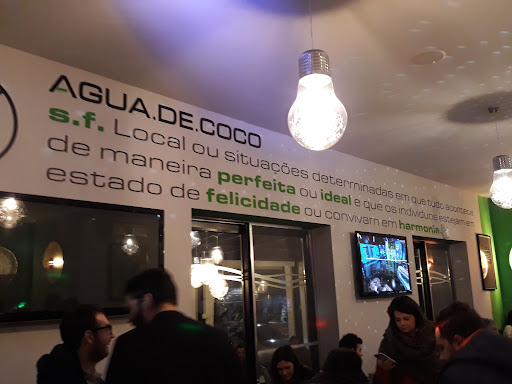 AGUA.DE.COCO
s.f. Local ou situações determinadas em que tudo acontece
de maneira perfeita ou ideal e que os individuos estejam em
estado de felicidade ou convivam em harmonia.